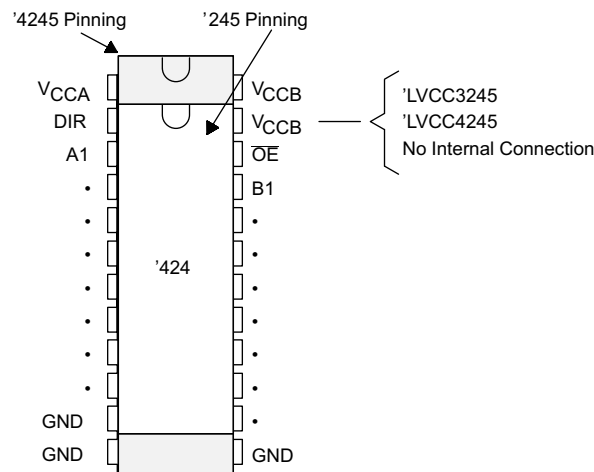 ’4245 Pinning
’245 Pinning
VCCA
VCCB
DIR
VCCB
’LVCC3245
’LVCC4245
No Internal Connection
A1
OE
B1
’424
GND
GND
GND